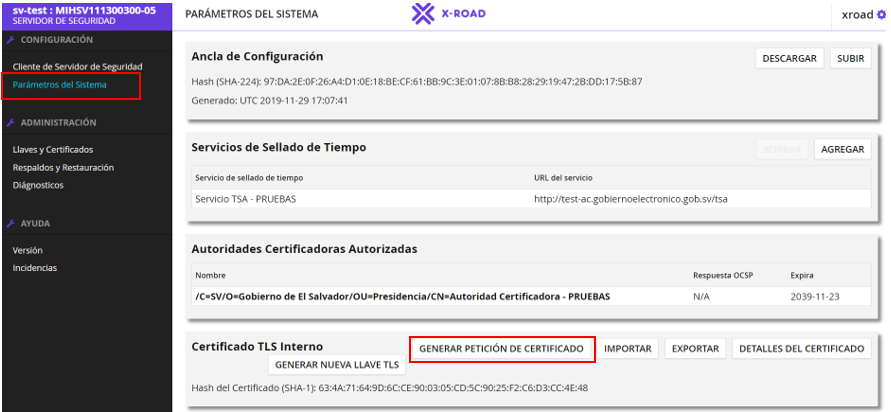 sv-test : MIHSV111300300-05
SERVIDOR DE SEGURIDAD
PARÁMETROS DEL SISTEMA
X-ROAD
xroad
CONFIGURACIÓN
Cliente de Servidor de Seguridad
Parámetros del Sistema
ADMINISTRACIÓN
Llaves y Certificados
Respaldos y Restauración
Diágnosticos
AYUDA
Versión
Incidencias
Ancla de Configuración
DESCARGAR
SUBIR
Hash (SHA-224): 97:DA:2E:0F:26:A4:D1:0E:18:BE:CF:61:BB:9C:3E:01:07:8B:B8:28:29:19:47:2B:DD:17:5B:87
Generado: UTC 2019-11-29 17:07:41
Servicios de Sellado de Tiempo
BORRAR
AGREGAR
Servicio de sellado de tiempo URL del servicio
Servicio TSA - PRUEBAS http://test-ac.gobiernoelectronico.gob.sv/tsa
Autoridades Certificadoras Autorizadas
Nombre Respuesta OCSP Expira
/C=SV/O=Gobierno de El Salvador/OU=Presidencia/CN=Autoridad Certificadora - PRUEBAS N/A 2039-11-23
Certificado TLS Interno
GENERAR PETICIÓN DE CERTIFICADO
IMPORTAR
EXPORTAR
DETALLES DEL CERTIFICADO
GENERAR NUEVA LLAVE TLS
Hash del Certificado (SHA-1): 63:4A:71:64:9D:6C:CE:90:03:05:CD:5C:90:25:F2:C6:D3:CC:4E:48